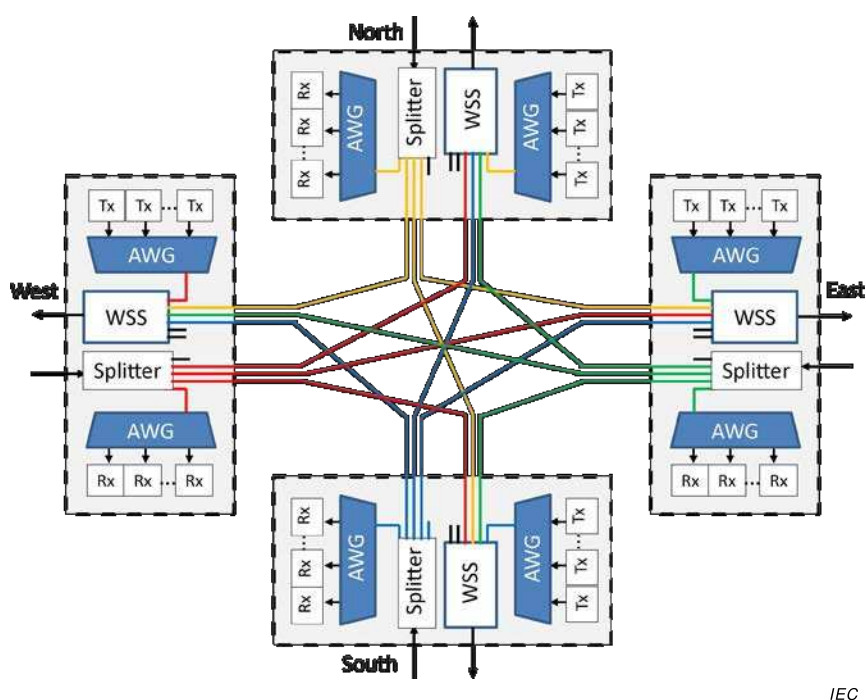 North
Rx
Rx
Rx
AWG
Splitter
WSS
AWG
Tx
Tx
Tx
Tx Tx Tx
AWG
West
WSS
Splitter
AWG
Rx Rx Rx
Tx Tx Tx
AWG
East
WSS
Splitter
AWG
Rx Rx Rx
Rx
Rx
Rx
AWG
Splitter
WSS
AWG
Tx
Tx
Tx
South
IEC